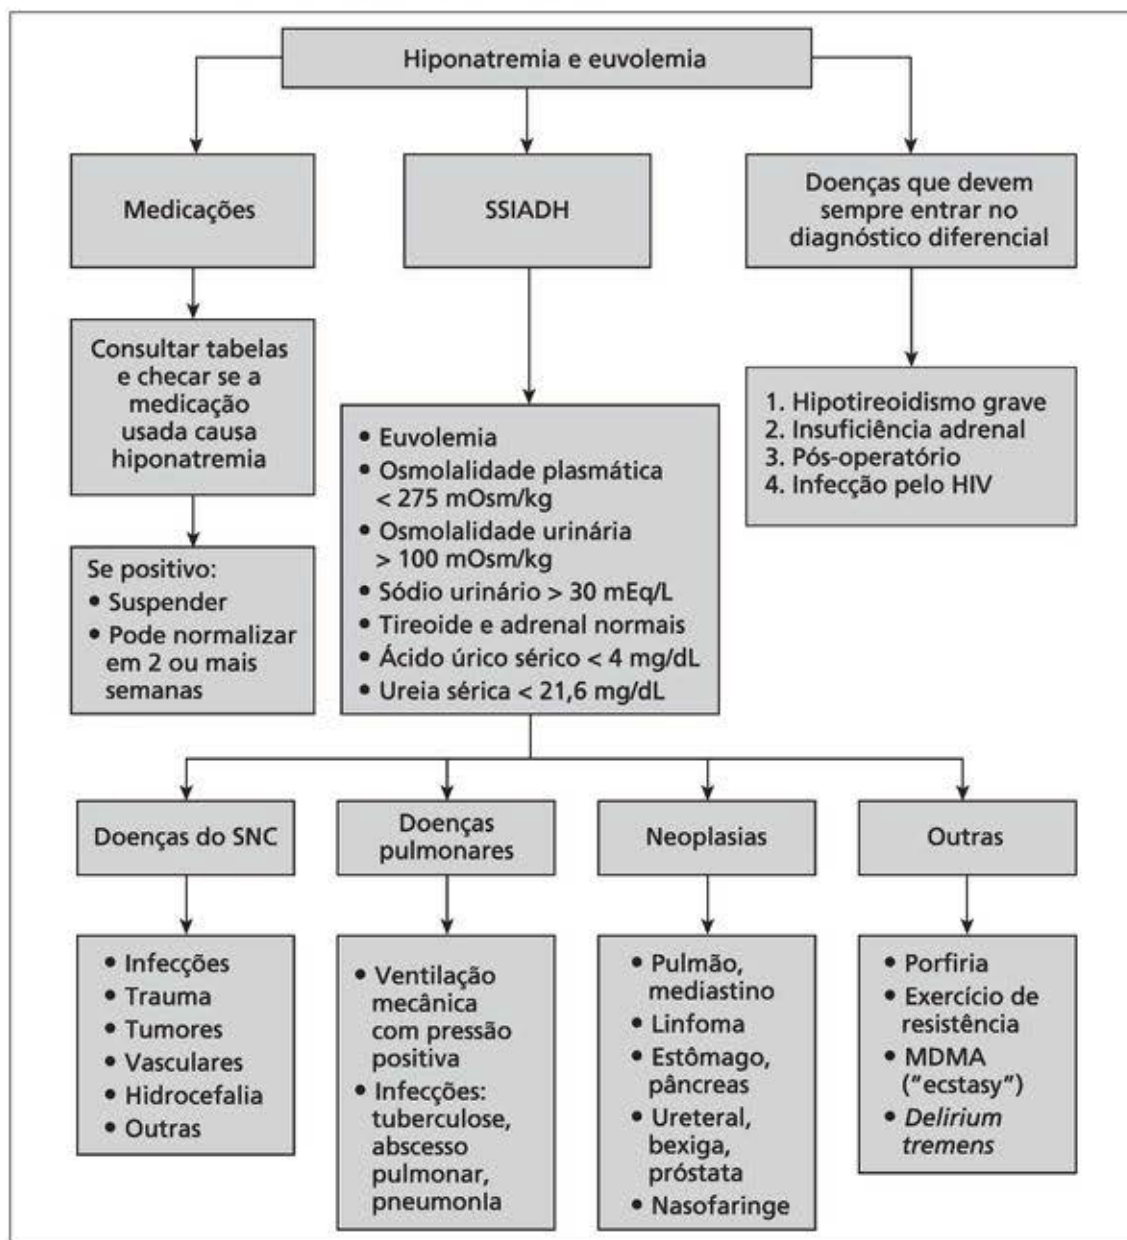 Hiponatremia e euvolemia
Medicações
SSIADH
Doenças que devem
sempre entrar no
diagnóstico diferencial
Consultar tabelas
e checar se a
medicação
usada causa
hiponatremia
Se positivo:
• Suspender
• Pode normalizar
em 2 ou mais
semanas
• Euvolemia
• Osmolalidade plasmática
< 275 mOsm/kg
• Osmolalidade urinária
> 100 mOsm/kg
• Sódio urinário > 30 mEq/L
• Tireoide e adrenal normais
• Ácido úrico sérico < 4 mg/dL
• Ureia sérica < 21,6 mg/dL
1. Hipotireoidismo grave
2. Insuficiência adrenal
3. Pós-operatório
4. Infecção pelo HIV
Doenças do SNC
• Infecções
• Trauma
• Tumores
• Vasculares
• Hidrocefalia
• Outras
Doenças
pulmonares
• Ventilação
mecânica
com pressão
positiva
• Infecções:
tuberculose,
abscesso
pulmonar,
pneumonla
Neoplasias
• Pulmão,
mediastino
• Linfoma
• Estômago,
pâncreas
• Ureteral,
bexiga,
próstata
• Nasofaringe
Outras
• Porfiria
• Exercício de
resistência
• MDMA
("ecstasy")
• Delirium
tremens